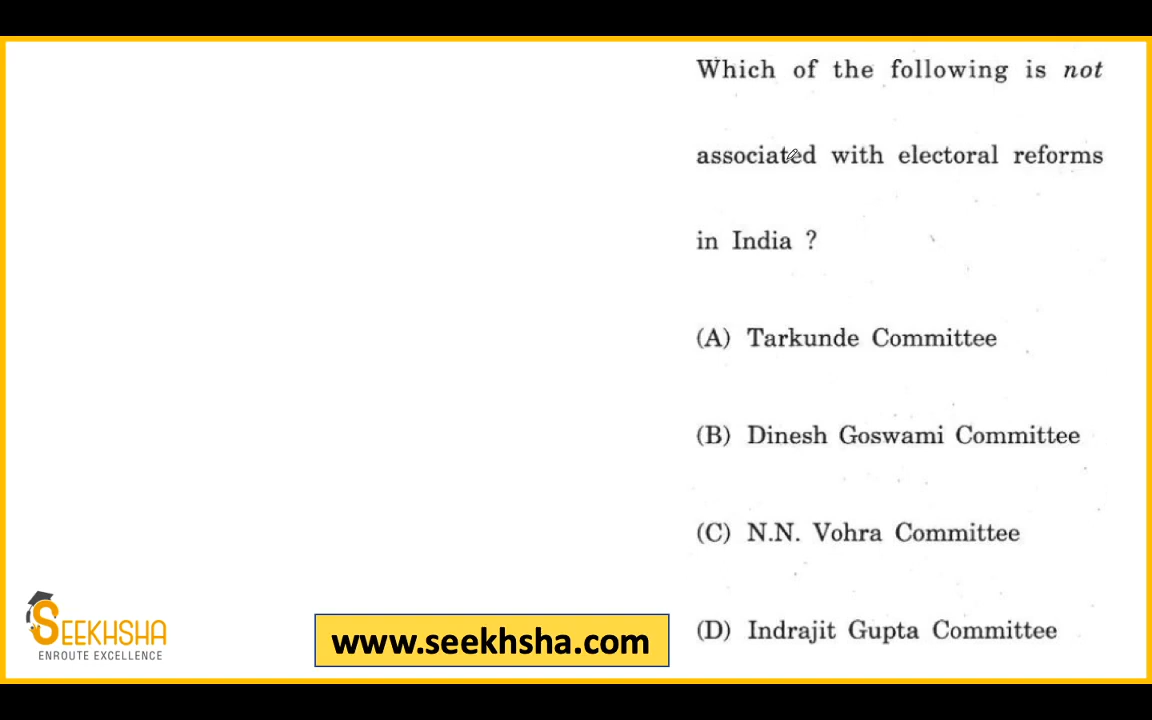 Which of the following is not
associated with electoral reforms
in India ?
(A) Tarkunde Committee
(B) Dinesh Goswami Committee
(C) N.N. Vohra Committee
(D) Indrajit Gupta Committee
SEEKHSHA
ENROUTE EXCELLENCE
www.seekhsha.com